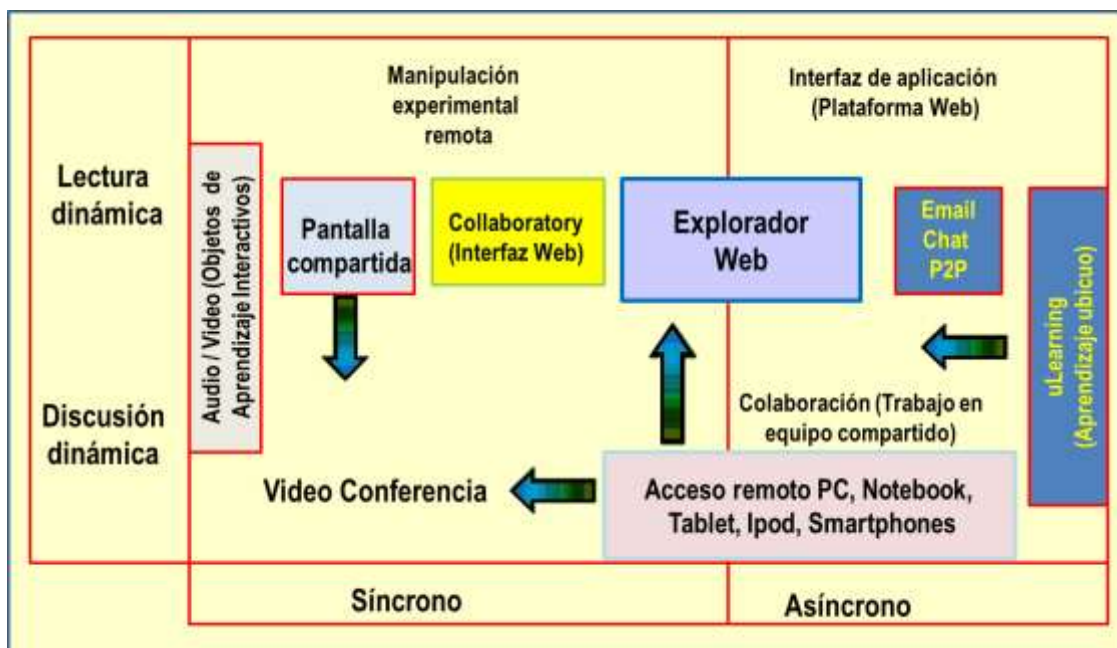 Manipulación
experimental
remota
Interfaz de aplicación
(Plataforma Web)
Lectura
dinámica
Audio / Video (Objetos de
Aprendizaje Interactivos)
Pantalla
compartida
Collaboratory
(Interfaz Web)
Explorador
Web
Email
Chat
P2P
uLearning
(Aprendizaje ubicuo)
Discusión
dinámica
Colaboración (Trabajo en
equipo compartido)
Video Conferencia
Acceso remoto PC, Notebook,
Tablet, Ipod, Smartphones
Síncrono
Asíncrono